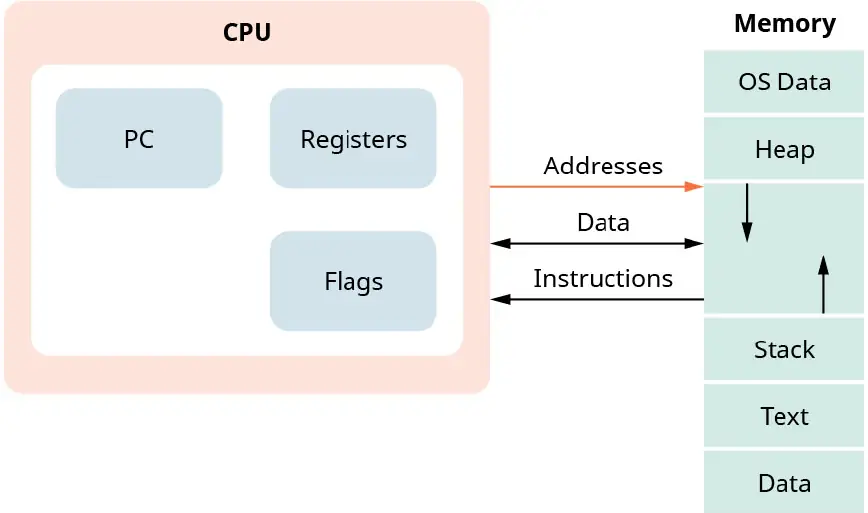 CPU
PC
Registers
Flags
Addresses
Data
Instructions
Memory
OS Data
Heap
Stack
Text
Data